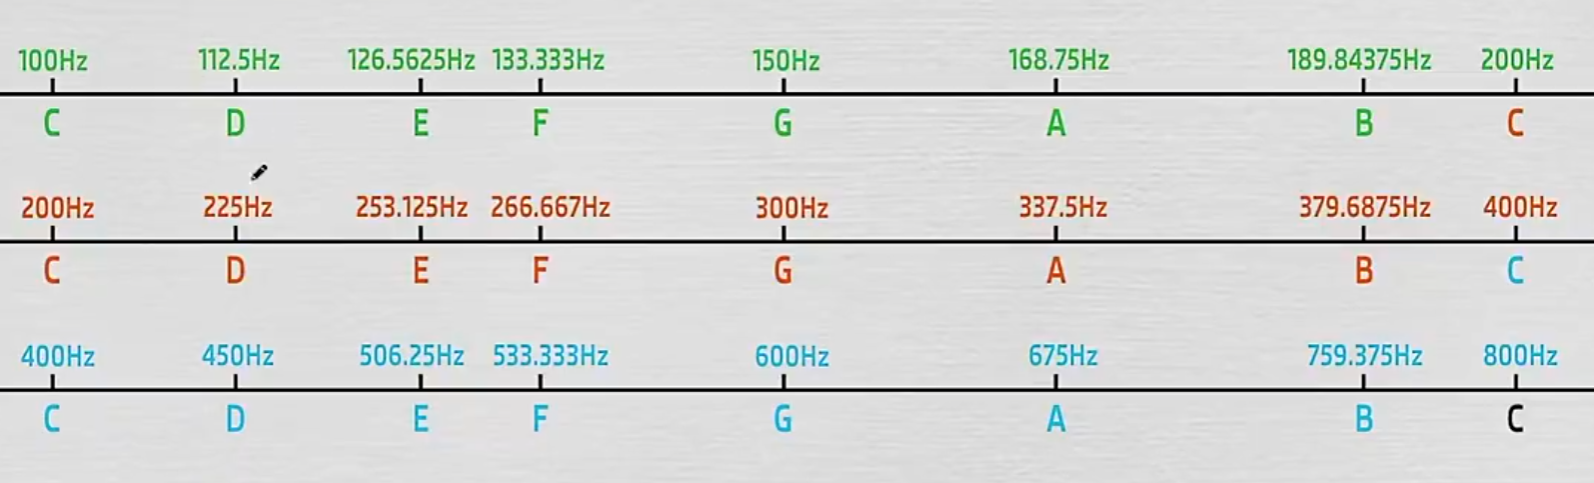 100Hz 112.5Hz 126.5625Hz 133.333Hz 150Hz 168.75Hz 189.84375Hz 200Hz
C D E F G A B C
200Hz 225Hz 253.125Hz 266.667Hz 300Hz 337.5Hz 379.6875Hz 400Hz
C D E F G A B C
400Hz 450Hz 506.25Hz 533.333Hz 600Hz 675Hz 759.375Hz 800Hz
C D E F G A B C